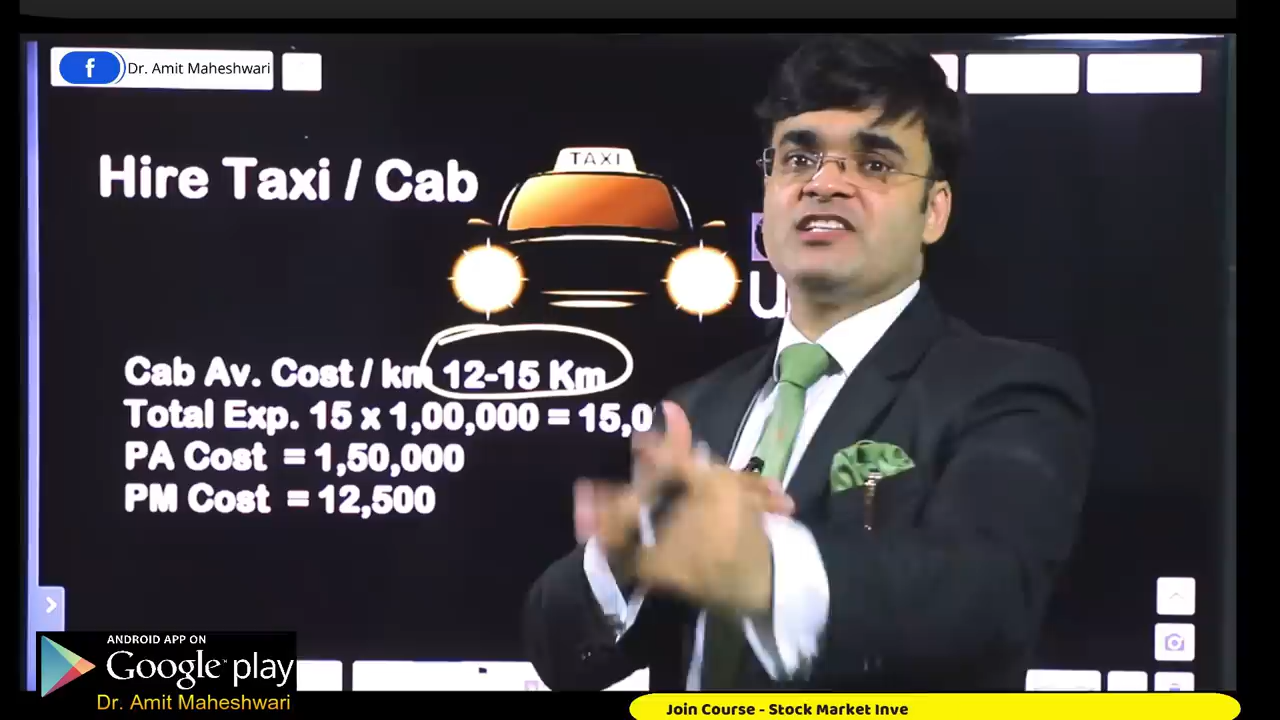 f Dr. Amit Maheshwari
TAXI
Hire Taxi / Cab
Cab Av. Cost / km 12-15 Km
Total Exp. 15 x 1,00,000 = 15,0
PA Cost = 1,50,000
PM Cost = 12,500
ANDROID APP ON
Google play
Dr. Amit Maheshwari
Join Course - Stock Market Inve